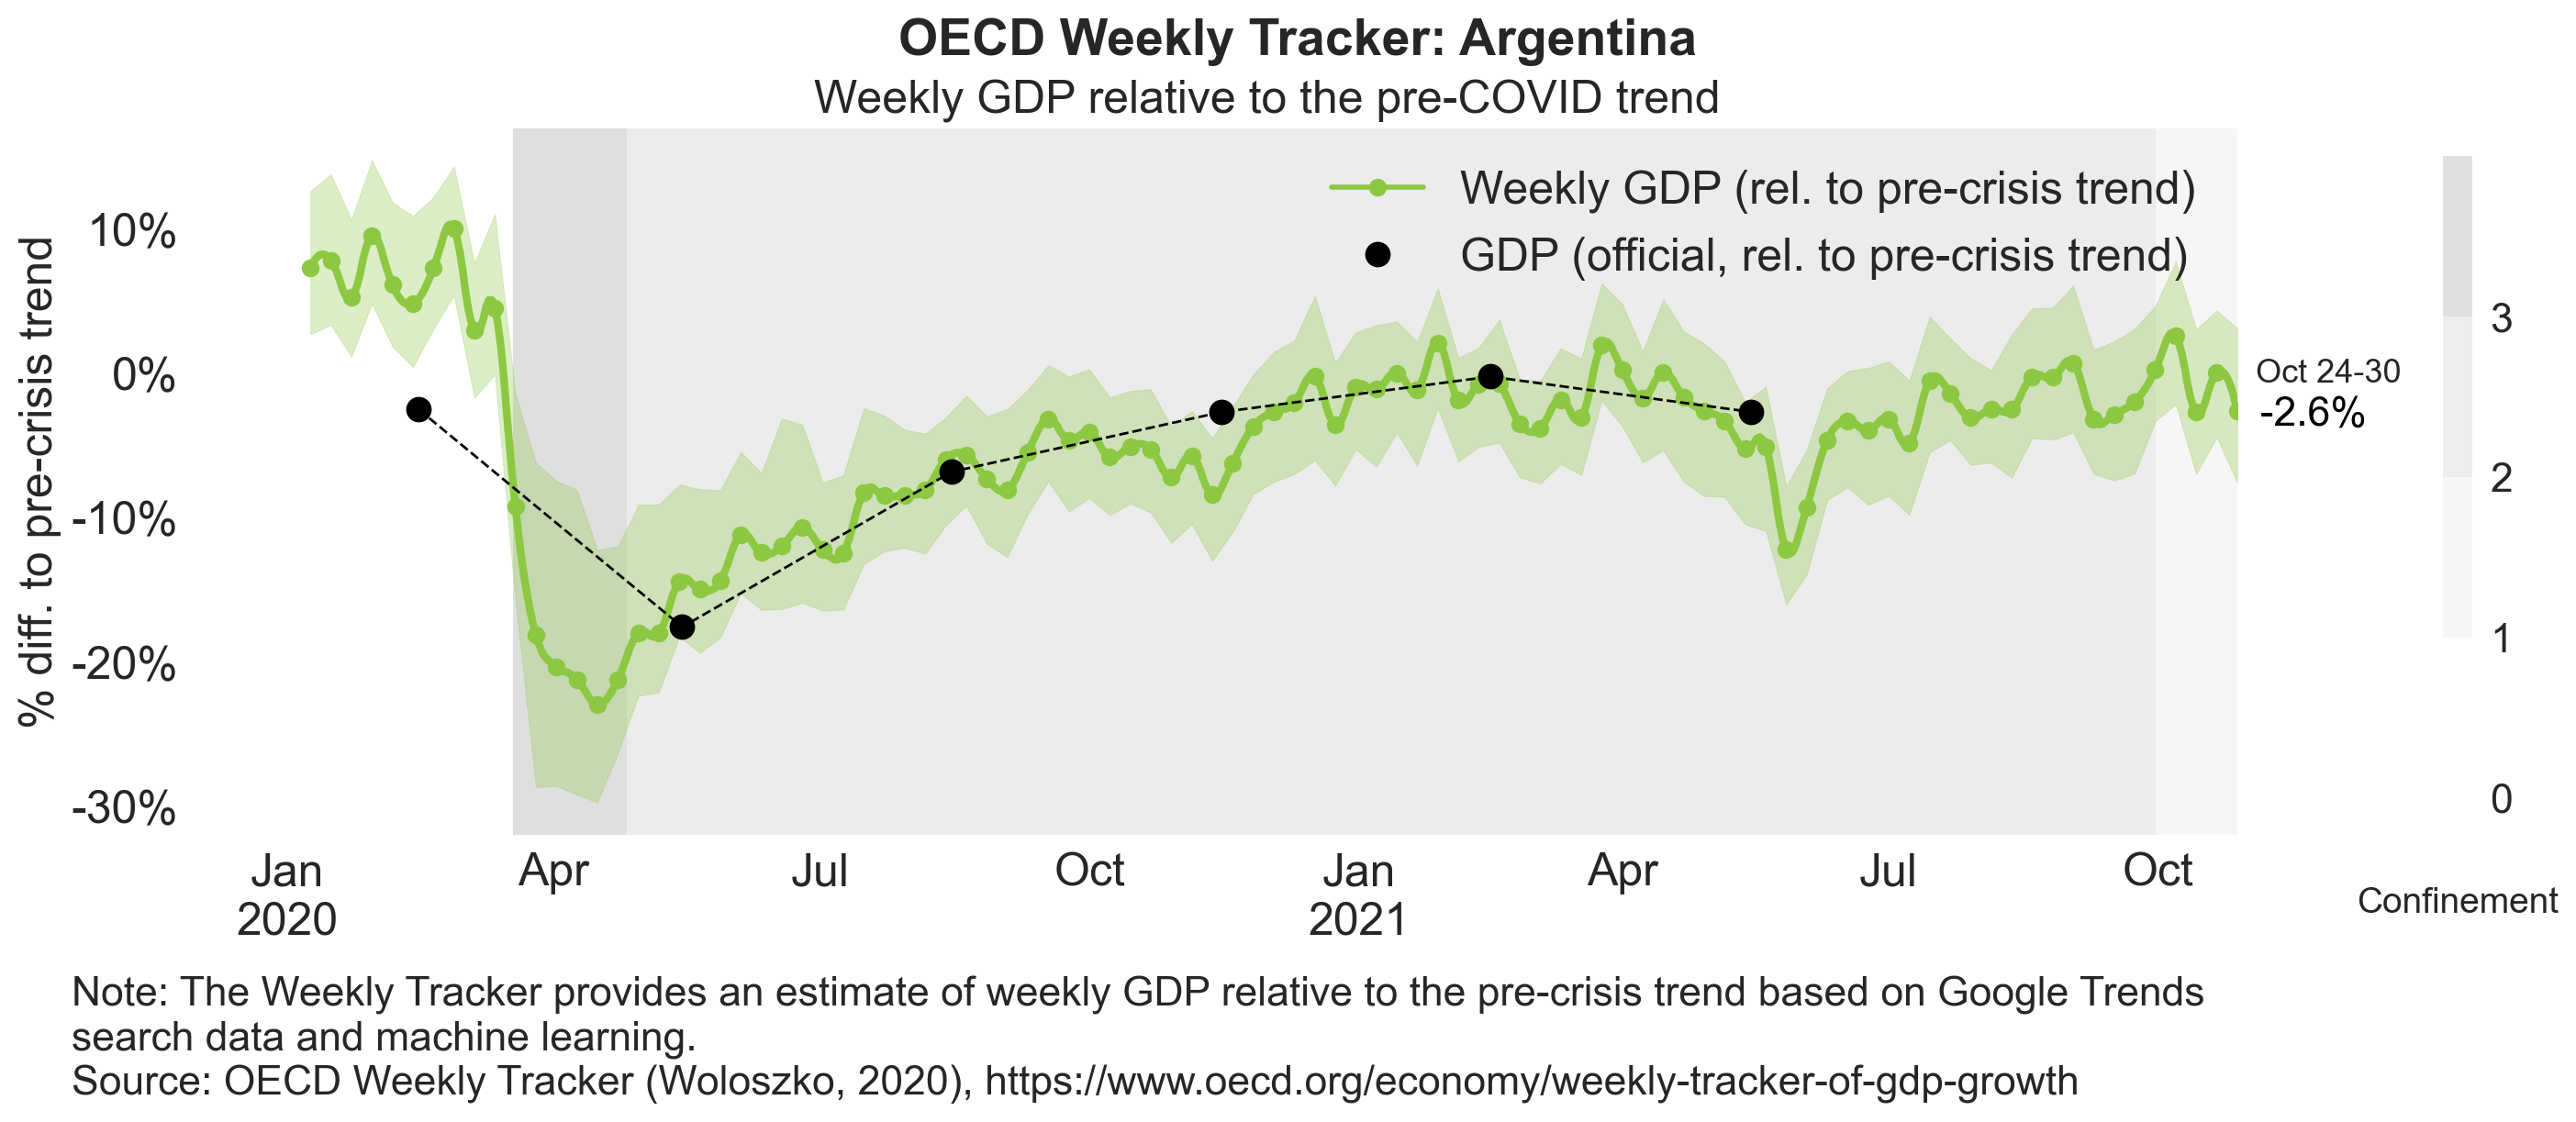 OECD Weekly Tracker: Argentina
Weekly GDP relative to the pre-COVID trend
Weekly GDP (rel. to pre-crisis trend)
GDP (official, rel. to pre-crisis trend)
% diff. to pre-crisis trend
10%
0%
-10%
-20%
-30%
Oct 24-30
-2.6%
3
2
1
0
Confinement
Jan
2020
Apr
Jul
Oct
Jan
2021
Apr
Jul
Oct
Note: The Weekly Tracker provides an estimate of weekly GDP relative to the pre-crisis trend based on Google Trends
search data and machine learning.
Source: OECD Weekly Tracker (Woloszko, 2020), https://www.oecd.org/economy/weekly-tracker-of-gdp-growth